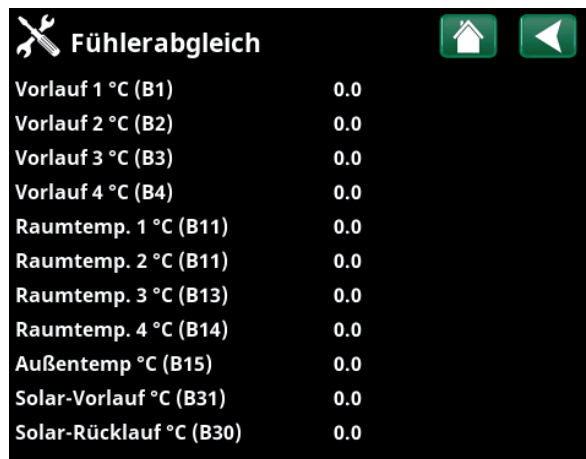 Fühlerabgleich
Vorlauf 1 °C (B1) 0.0
Vorlauf 2 °C (B2) 0.0
Vorlauf 3 °C (B3) 0.0
Vorlauf 4 °C (B4) 0.0
Raumtemp. 1 °C (B11) 0.0
Raumtemp. 2 °C (B11) 0.0
Raumtemp. 3 °C (B13) 0.0
Raumtemp. 4 °C (B14) 0.0
Außentemp °C (B15) 0.0
Solar-Vorlauf °C (B31) 0.0
Solar-Rücklauf °C (B30) 0.0